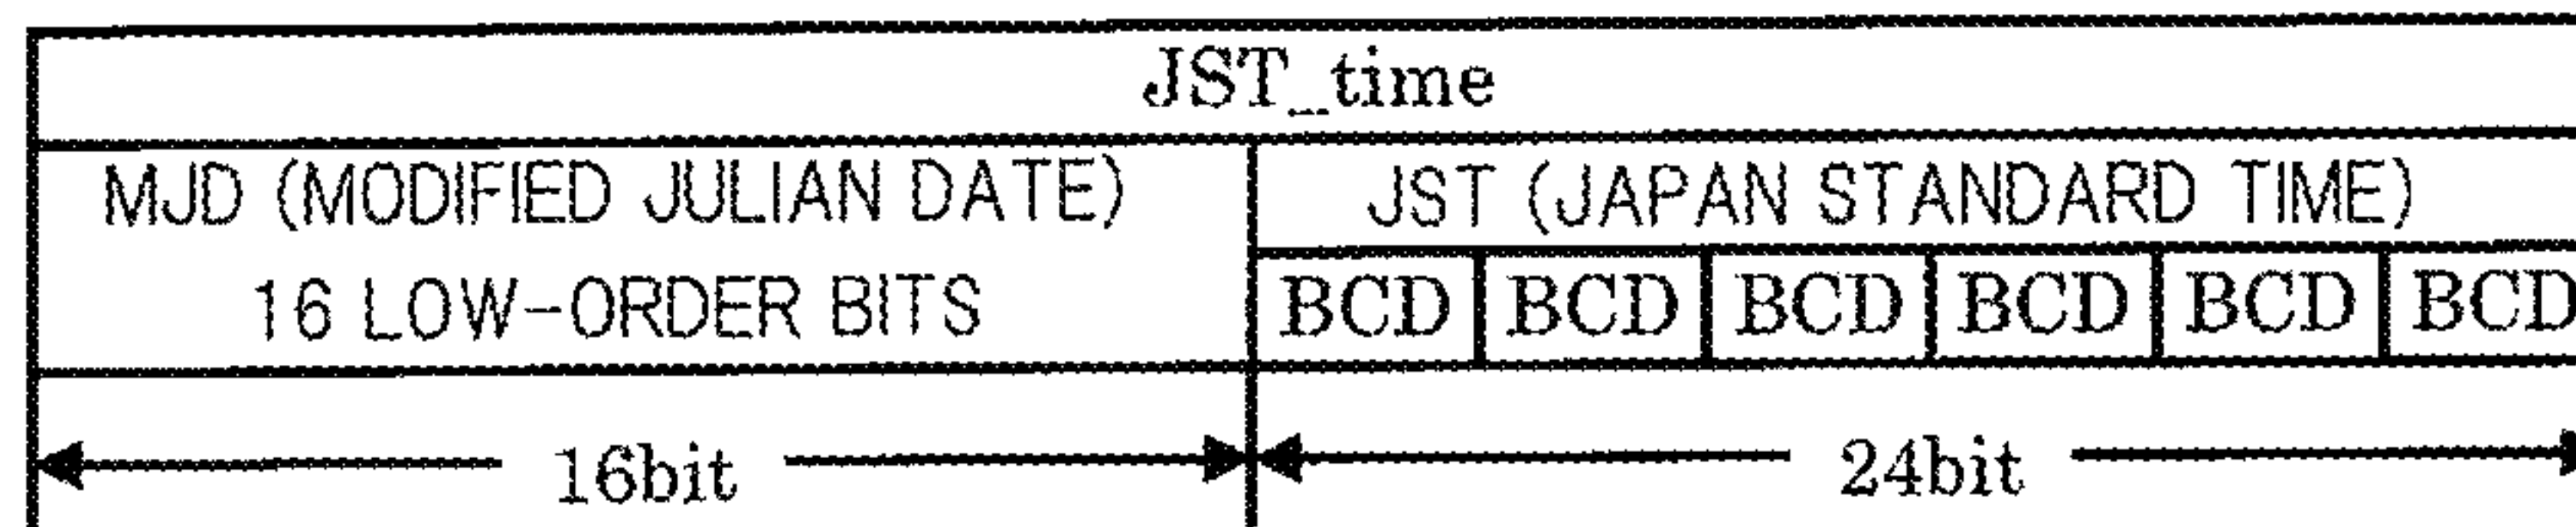 JST_time
MJD (MODIFIED JULIAN DATE)
16 LOW-ORDER BITS
JST (JAPAN STANDARD TIME)
BCD BCD BCD BCD BCD BCD
16bit 24bit